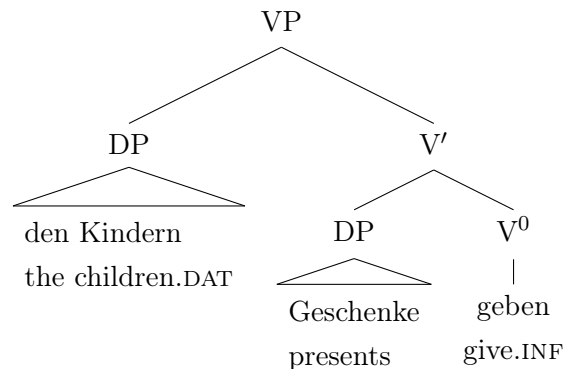 VP
DP V′
den Kindern
the children.DAT
DP V⁰
Geschenke
presents
geben
give.INF